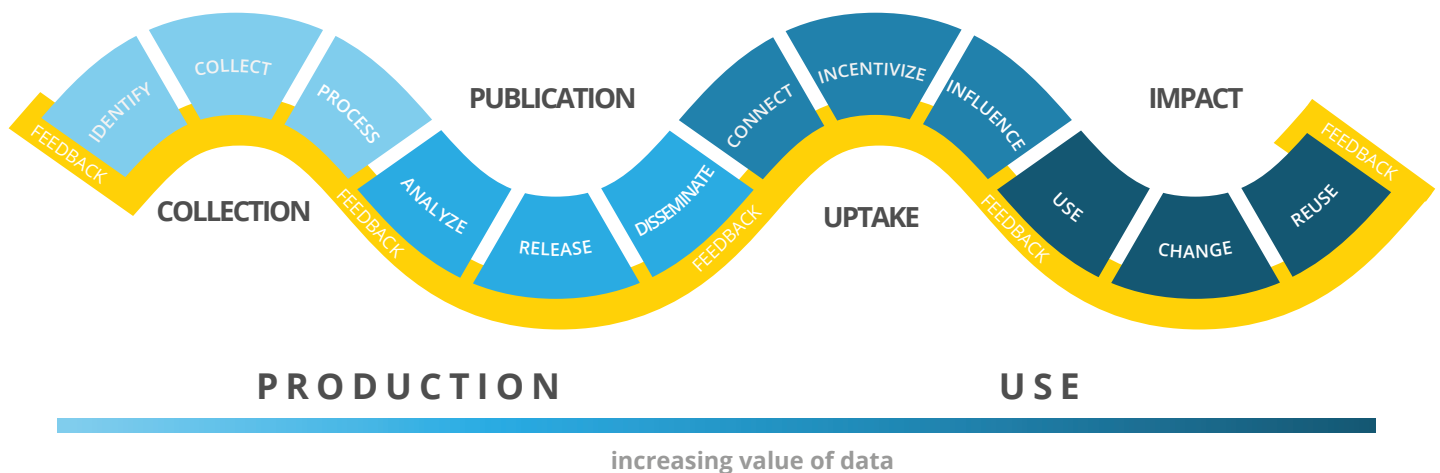 IDENTIFY
COLLECT
PROCESS
COLLECTION
FEEDBACK
ANALYZE
RELEASE
DISSEMINATE
PUBLICATION
FEEDBACK
CONNECT
INCENTIVIZE
INFLUENCE
UPTAKE
FEEDBACK
USE
CHANGE
REUSE
IMPACT
FEEDBACK
FEEDBACK
PRODUCTION
USE
increasing value of data